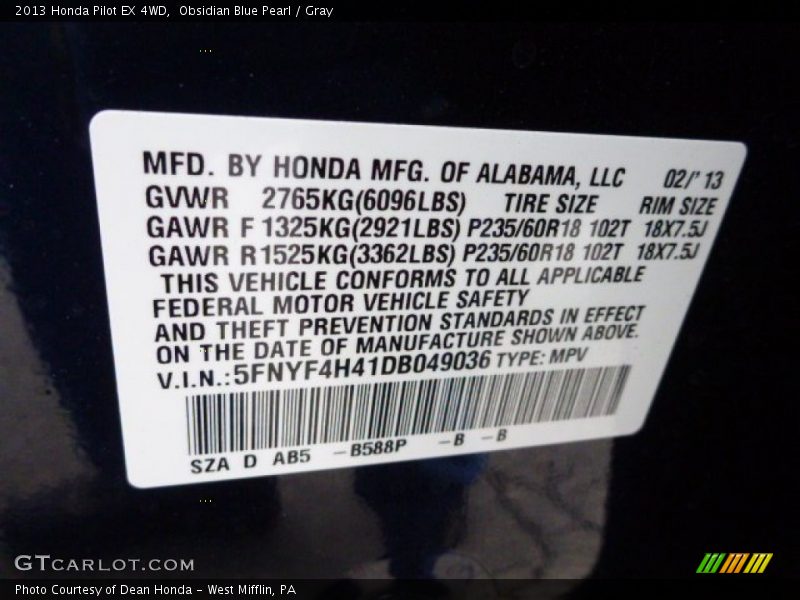 2013 Honda Pilot EX 4WD,  Obsidian Blue Pearl / Gray
MFD. BY HONDA MFG. OF ALABAMA, LLC 02/'13
GVWR 2765KG(6096LBS) TIRE SIZE RIM SIZE
GAWR F 1325KG(2921LBS) P235/60R18 102T 18X7.5J
GAWR R1525KG(3362LBS) P235/60R18 102T 18X7.5J
THIS VEHICLE CONFORMS TO ALL APPLICABLE
FEDERAL MOTOR VEHICLE SAFETY
AND THEFT PREVENTION STANDARDS IN EFFECT
ON THE DATE OF MANUFACTURE SHOWN ABOVE.
V.I.N.:5FNYF4H41DB049036 TYPE: MPV
SZA D AB5 -B588P -B -B
GTCARLOT.COM
Photo Courtesy of Dean Honda - West Mifflin, PA